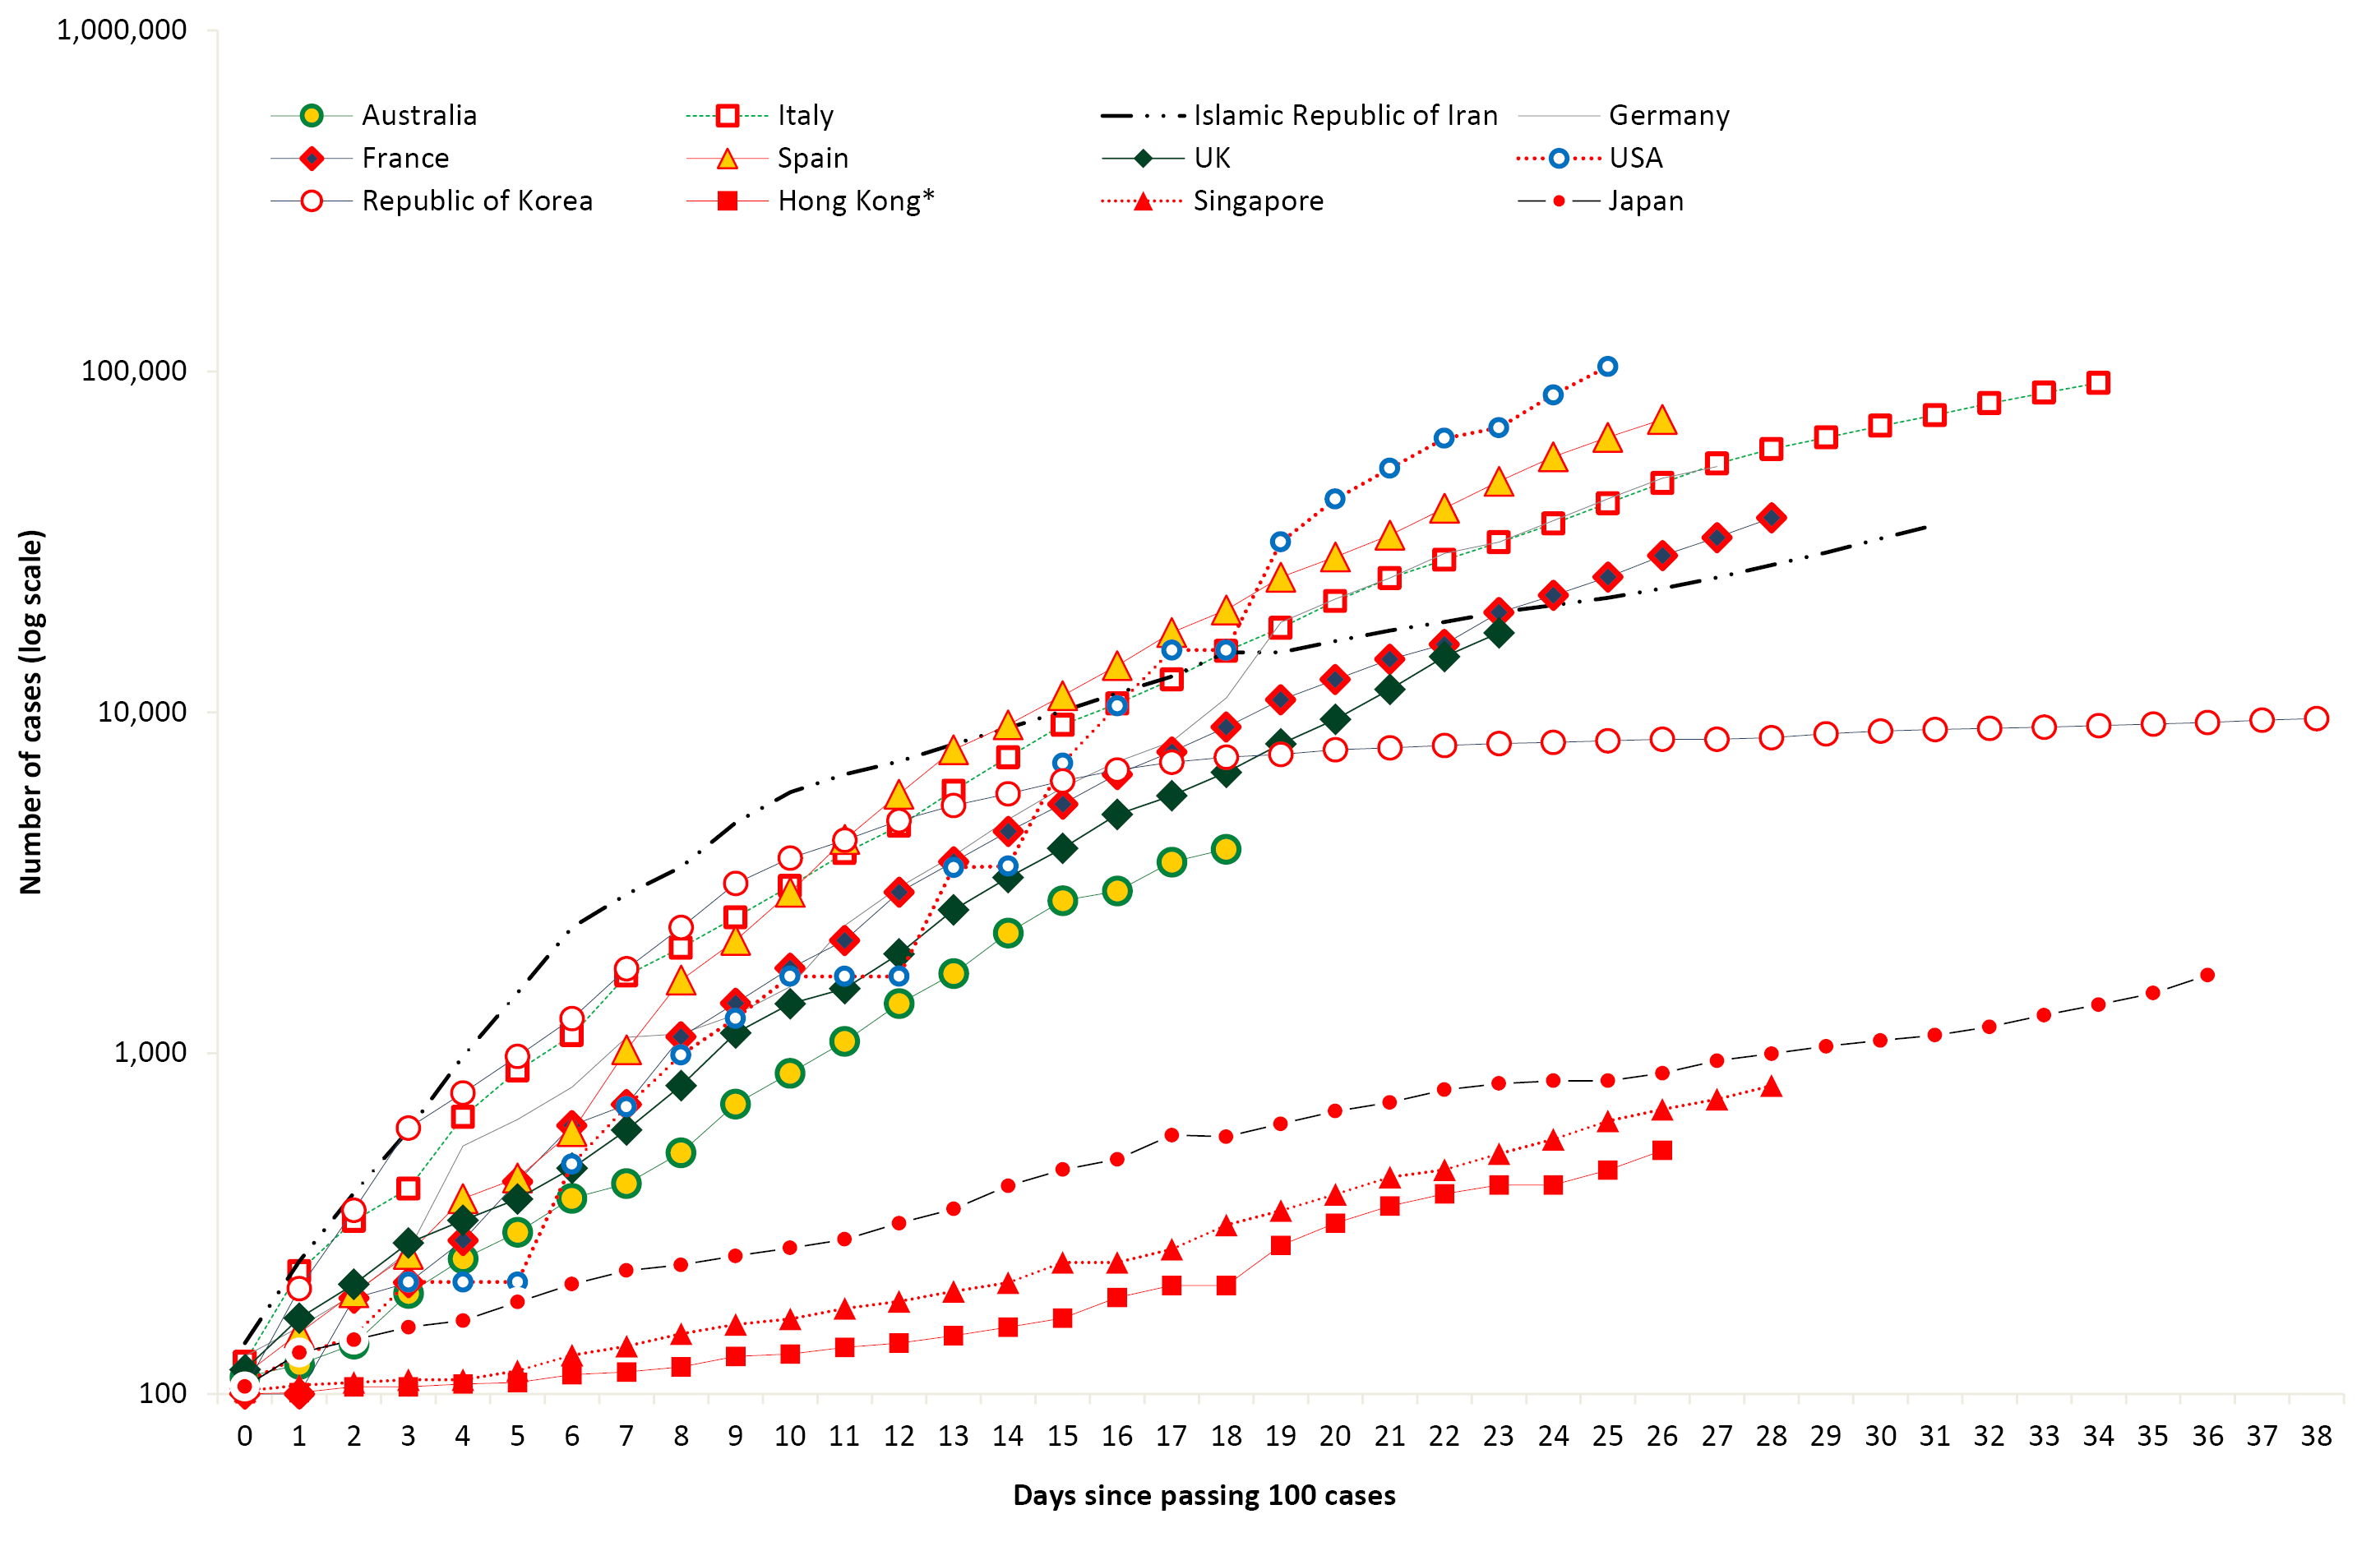 1,000,000
Australia Italy Islamic Republic of Iran Germany
France Spain UK USA
Republic of Korea Hong Kong* Singapore Japan
100,000
10,000
1,000
100
Number of cases (log scale)
0 1 2 3 4 5 6 7 8 9 10 11 12 13 14 15 16 17 18 19 20 21 22 23 24 25 26 27 28 29 30 31 32 33 34 35 36 37 38
Days since passing 100 cases